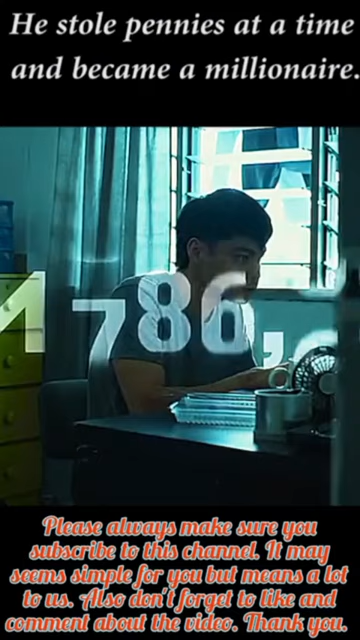 He stole pennies at a time
and became a millionaire.
786,
Please always make sure you
subscribe to this channel. It may
seems simple for you but means a lot
to us. Also don't forget to like and
comment about the video. Thank you.